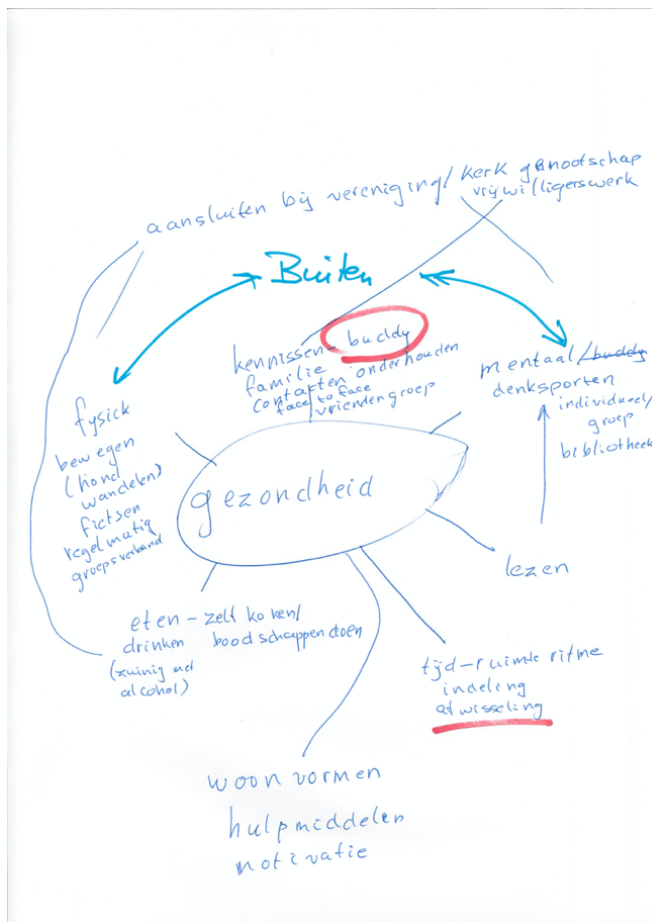 aansluiten bij vereniging/ kerk genootschap
vrijwilligerswerk
Buiten
kennissen - buddy
familie
contacten onderhouden
face to face
vriendengroep
mentaal/buddy
denksporten
individueel/
groep
bibliotheek
fysiek
bewegen
(hond
wandelen)
fietsen
regelmatig
groepsverband
gezondheid
lezen
eten - zelf koken/
drinken boodschappen doen
(zuinig met
alcohol)
tijd-ruimte ritme
indeling
afwisseling
woonvormen
hulpmiddelen
motivatie